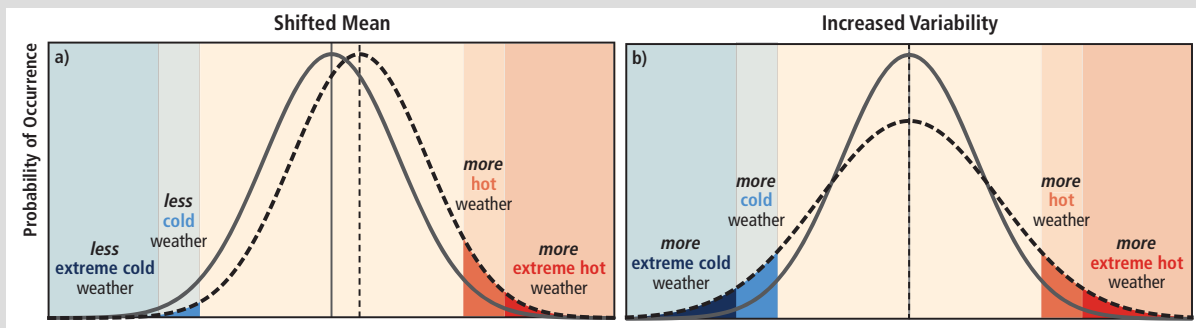 Shifted Mean
Increased Variability
Probability of Occurrence
a)
less
extreme cold
weather
less
cold
weather
more
hot
weather
more
extreme hot
weather
b)
more
extreme cold
weather
more
cold
weather
more
hot
weather
more
extreme hot
weather